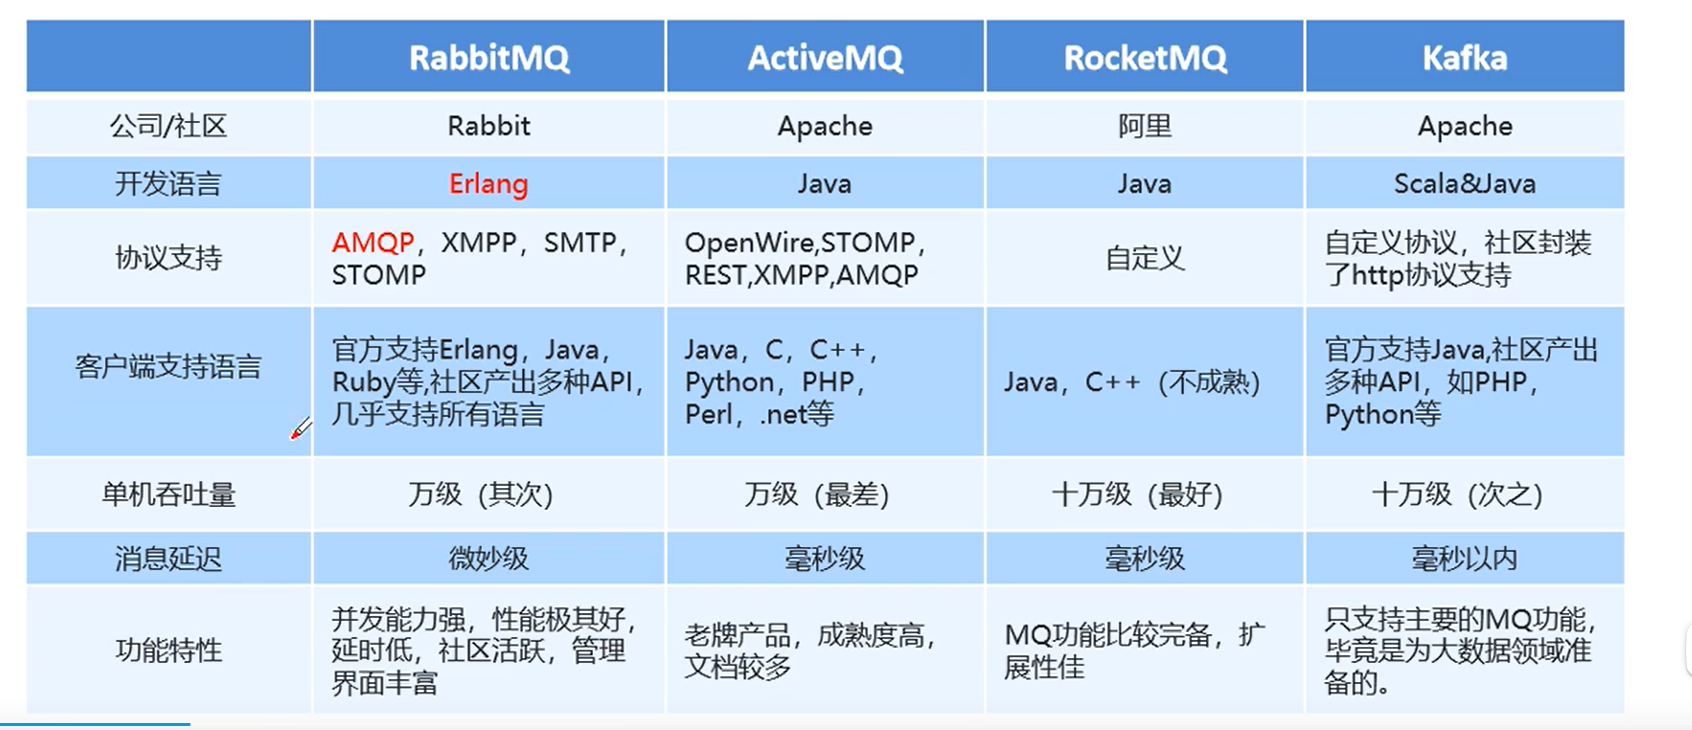 RabbitMQ ActiveMQ RocketMQ Kafka
公司/社区 Rabbit Apache 阿里 Apache
开发语言 Erlang Java Java Scala&Java
协议支持
AMQP，XMPP，SMTP，
STOMP
OpenWire,STOMP，
REST,XMPP,AMQP
自定义
自定义协议，社区封装
了http协议支持
客户端支持语言
官方支持Erlang，Java，
Ruby等,社区产出多种API，
几乎支持所有语言
Java，C，C++，
Python，PHP，
Perl，.net等
Java，C++（不成熟)
官方支持Java,社区产出
多种API，如PHP，
Python等
单机吞吐量 万级（其次) 万级（最差) 十万级（最好) 十万级（次之)
消息延迟 微妙级 毫秒级 毫秒级 毫秒以内
功能特性
并发能力强，性能极其好，
延时低，社区活跃，管理
界面丰富
老牌产品，成熟度高，
文档较多
MQ功能比较完备，扩
展性佳
只支持主要的MQ功能，
毕竟是为大数据领域准
备的。